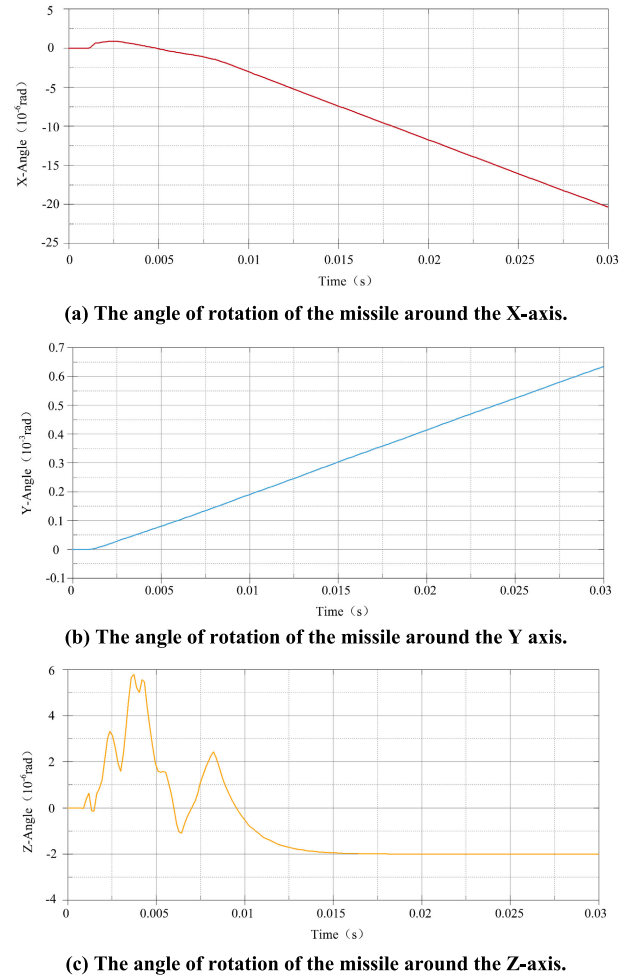 5
0
-5
-10
-15
-20
-25
X-Angle（10⁻⁶rad）
0 0.005 0.01 0.015 0.02 0.025 0.03
Time（s）
(a) The angle of rotation of the missile around the X-axis.
0.7
0.6
0.5
0.4
0.3
0.2
0.1
0
-0.1
Y-Angle（10⁻³rad）
0 0.005 0.01 0.015 0.02 0.025 0.03
Time（s）
(b) The angle of rotation of the missile around the Y axis.
6
4
2
0
-2
-4
Z-Angle（10⁻⁶rad）
0 0.005 0.01 0.015 0.02 0.025 0.03
Time（s）
(c) The angle of rotation of the missile around the Z-axis.